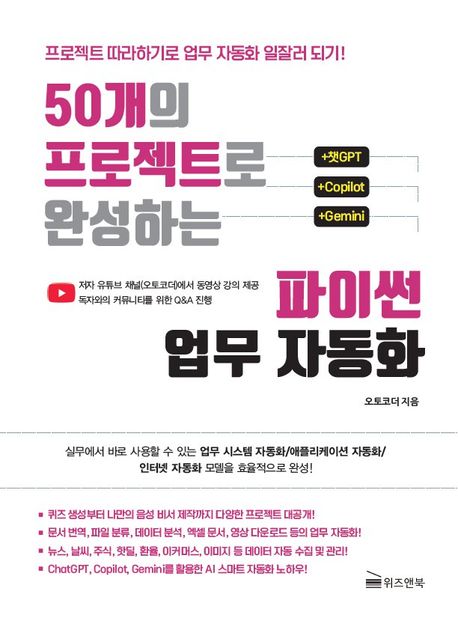 프로젝트 따라하기로 업무 자동화 일잘러 되기!
50개의
프로젝트로
완성하는
+챗GPT
+Copilot
+Gemini
저자 유튜브 채널(오토코더)에서 동영상 강의 제공
독자와의 커뮤니티를 위한 Q&A 진행
파이썬
업무 자동화
오토코더 지음
실무에서 바로 사용할 수 있는 업무 시스템 자동화/애플리케이션 자동화/
인터넷 자동화 모델을 효율적으로 완성!
퀴즈 생성부터 나만의 음성 비서 제작까지 다양한 프로젝트 대공개!
문서 번역, 파일 분류, 데이터 분석, 엑셀 문서, 영상 다운로드 등의 업무 자동화!
뉴스, 날씨, 주식, 핫딜, 환율, 이커머스, 이미지 등 데이터 자동 수집 및 관리!
ChatGPT, Copilot, Gemini를 활용한 AI 스마트 자동화 노하우!
위즈앤북